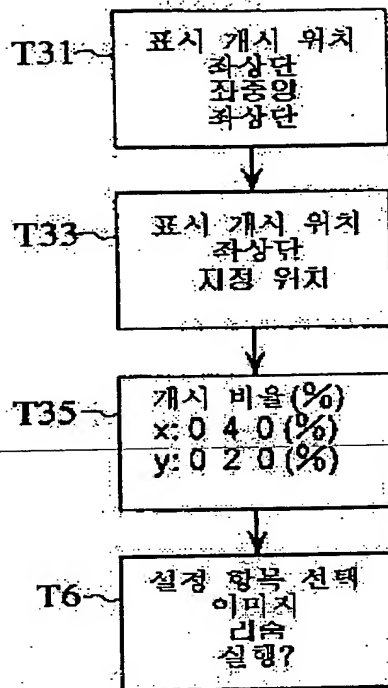 T31
표시 개시 위치
좌상단
좌중앙
좌상단
T33
표시 개시 위치
좌상단
지정 위치
T35
개시 비율(%)
x:0 4 0(%)
y:0 2 0(%)
T6
설정 항목 선택
이미지
리숨
실행?